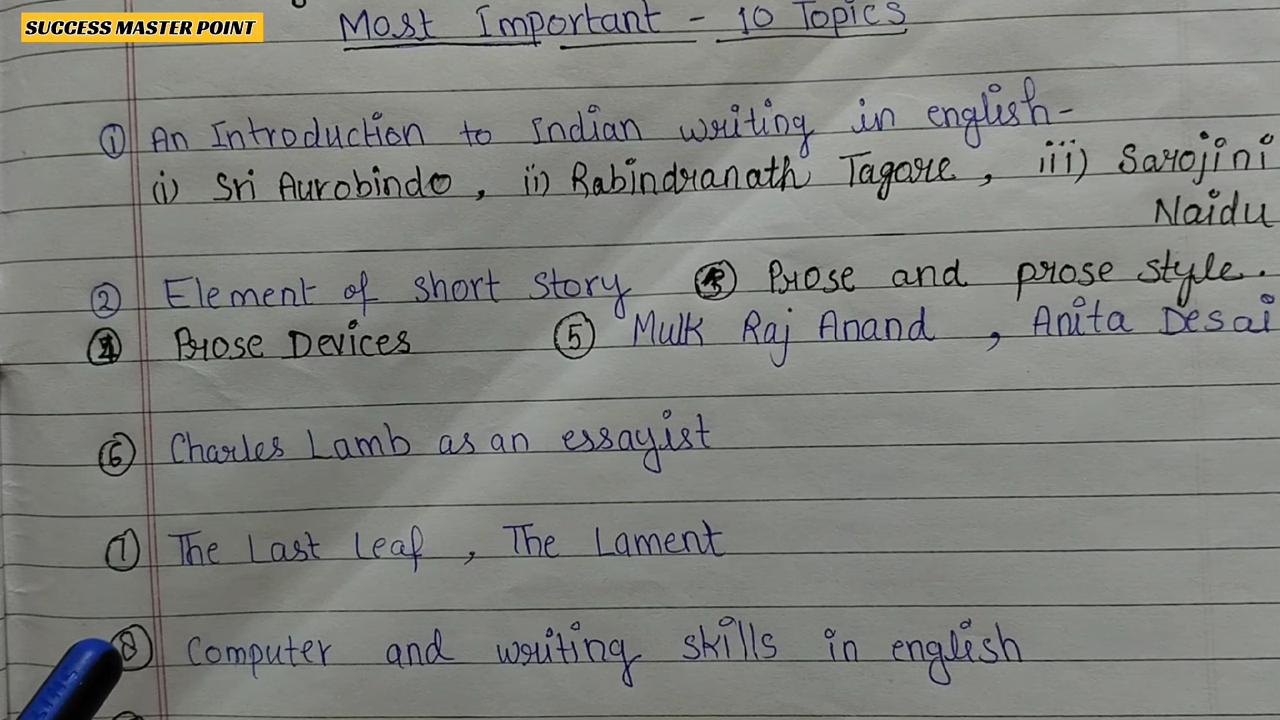 SUCCESS MASTER POINT
Most Important - 10 Topics
① An Introduction to Indian writing in english-
(i) Sri Aurobindo, ii) Rabindranath Tagore, iii) Sarojini
Naidu
② Element of short story ③ Prose and prose style.
④ Prose Devices ⑤ Mulk Raj Anand, Anita Desai
⑥ Charles Lamb as an essayist
⑦ The Last leaf, The Lament
⑧ Computer and writing skills in english